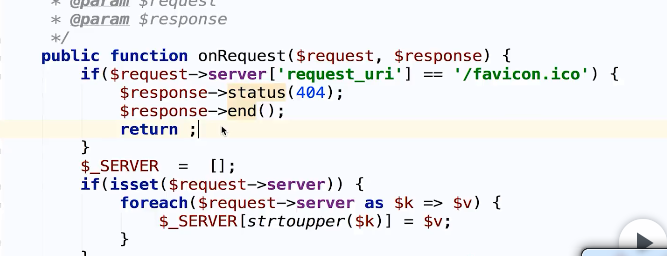 * @param $request
* @param $response
*/
public function onRequest($request, $response) {
if($request->server['request_uri'] == '/favicon.ico') {
$response->status(404);
$response->end();
return ;
}
$_SERVER = [];
if(isset($request->server)) {
foreach($request->server as $k => $v) {
$_SERVER[strtoupper($k)] = $v;
}
}